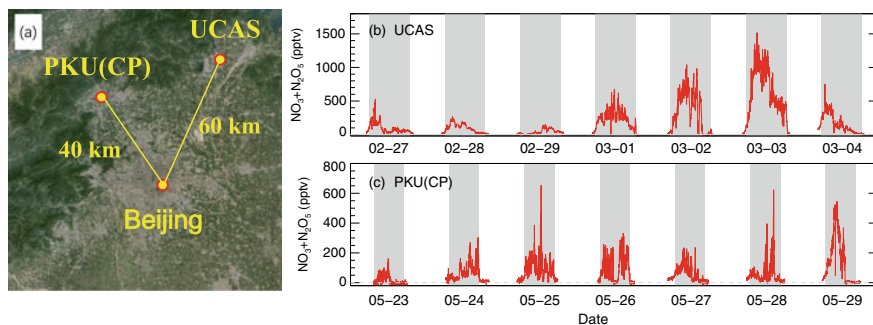 (a)
UCAS
PKU(CP)
60 km
40 km
Beijing
(b) UCAS
NO₃+N₂O₅ (pptv)
1500
1000
500
0
02−27 02−28 02−29 03−01 03−02 03−03 03−04
(c) PKU(CP)
NO₃+N₂O₅ (pptv)
800
600
400
200
0
05−23 05−24 05−25 05−26 05−27 05−28 05−29
Date